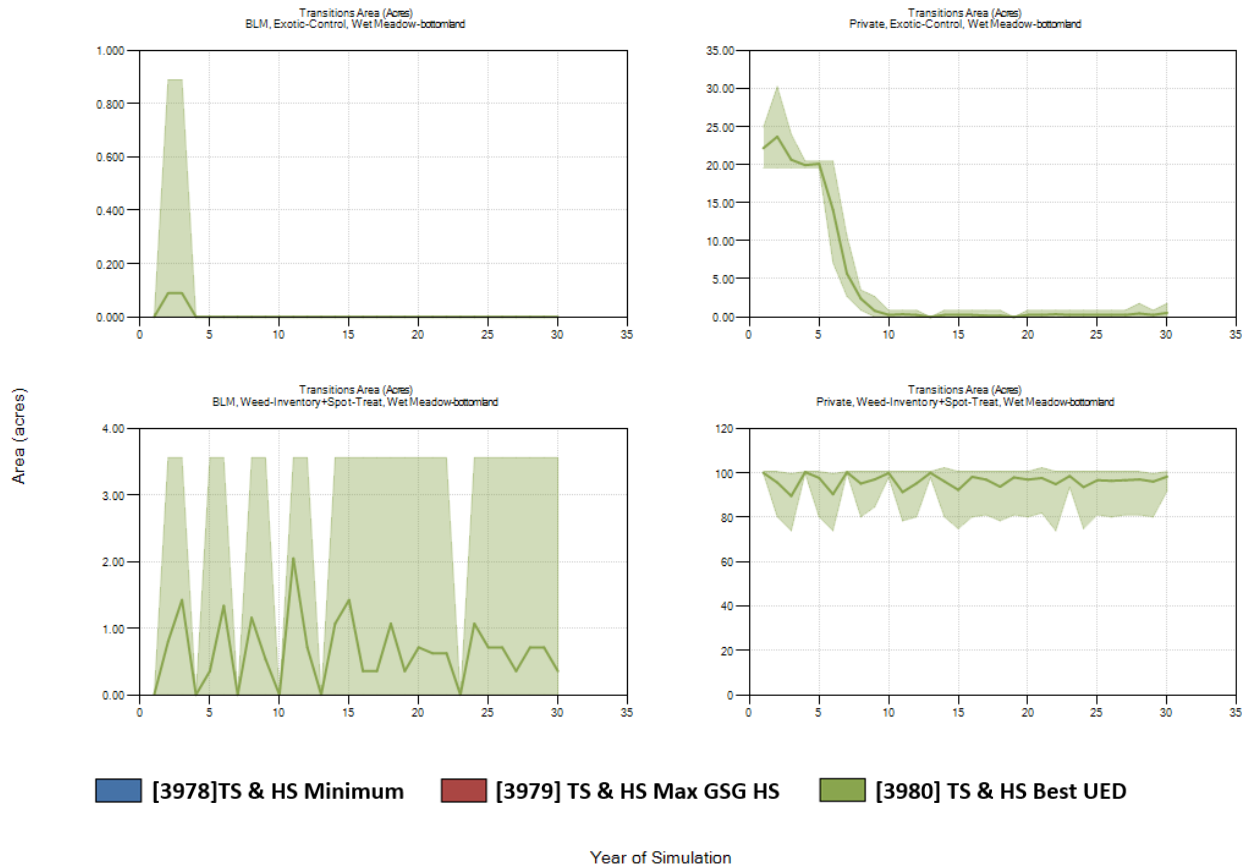 Transitions Area (Acres)
BLM, Exotic-Control, Wet Meadow-bottomland
1.000
0.800
0.600
0.400
0.200
0.000
0 5 10 15 20 25 30 35
Transitions Area (Acres)
Private, Exotic-Control, Wet Meadow-bottomland
35.00
30.00
25.00
20.00
15.00
10.00
5.00
0.00
0 5 10 15 20 25 30 35
Area (acres)
Transitions Area (Acres)
BLM, Weed-Inventory+Spot-Treat, Wet Meadow-bottomland
4.00
3.00
2.00
1.00
0.00
0 5 10 15 20 25 30 35
Transitions Area (Acres)
Private, Weed-Inventory+Spot-Treat, Wet Meadow-bottomland
120
100
80
60
40
20
0
0 5 10 15 20 25 30 35
[3978]TS & HS Minimum
[3979] TS & HS Max GSG HS
[3980] TS & HS Best UED
Year of Simulation